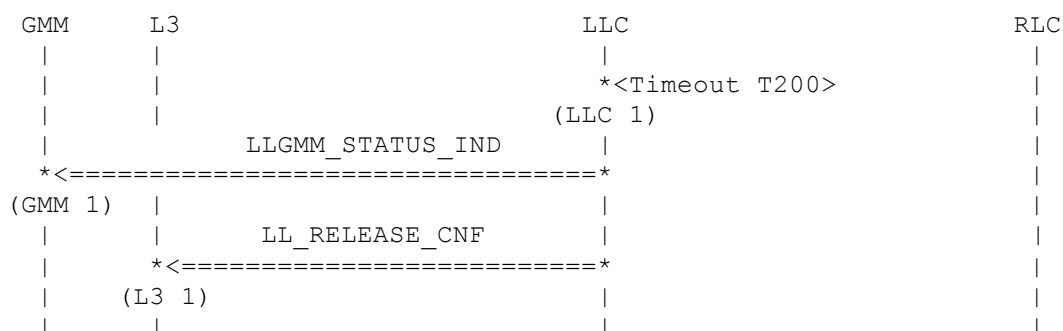 GMM L3 LLC RLC
*<Timeout T200>
(LLC 1)
LLGMM_STATUS_IND
*<=================================*
(GMM 1)
LL_RELEASE_CNF
*<==========================*
(L3 1)